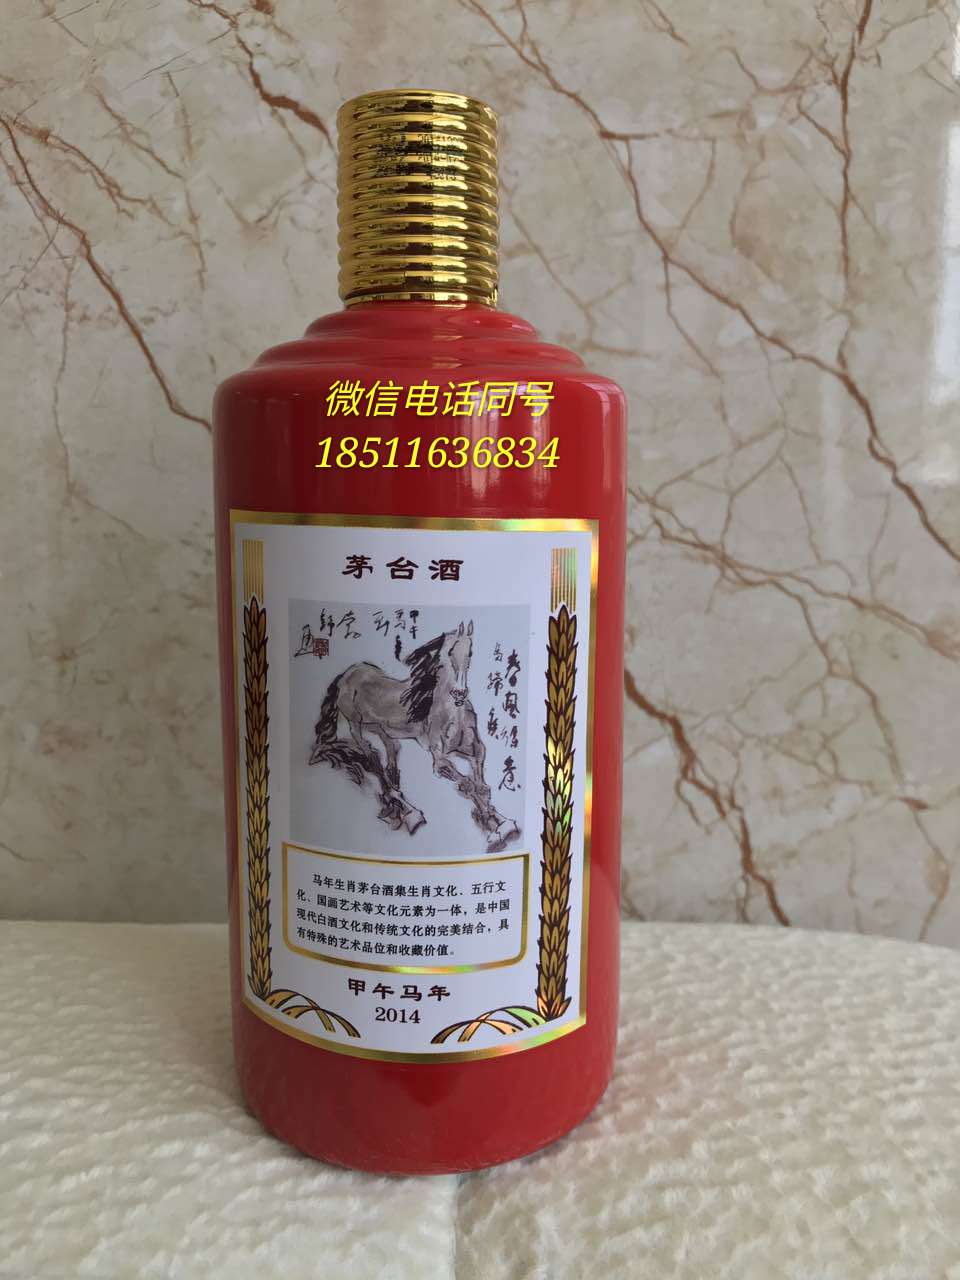 微信电话同号
18511636834
茅台酒
甲午
马年生肖茅台酒集生肖文化、五行文
化、国画艺术等文化元素为一体，是中国
现代白酒文化和传统文化的完美结合，具
有特殊的艺术品位和收藏价值。
甲午马年
2014